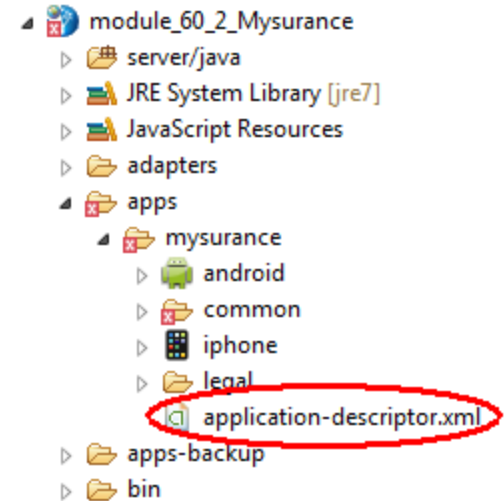 module_60_2_Mysurance
server/java
JRE System Library [jre7]
JavaScript Resources
adapters
apps
mysurance
android
common
iphone
legal
application-descriptor.xml
apps-backup
bin